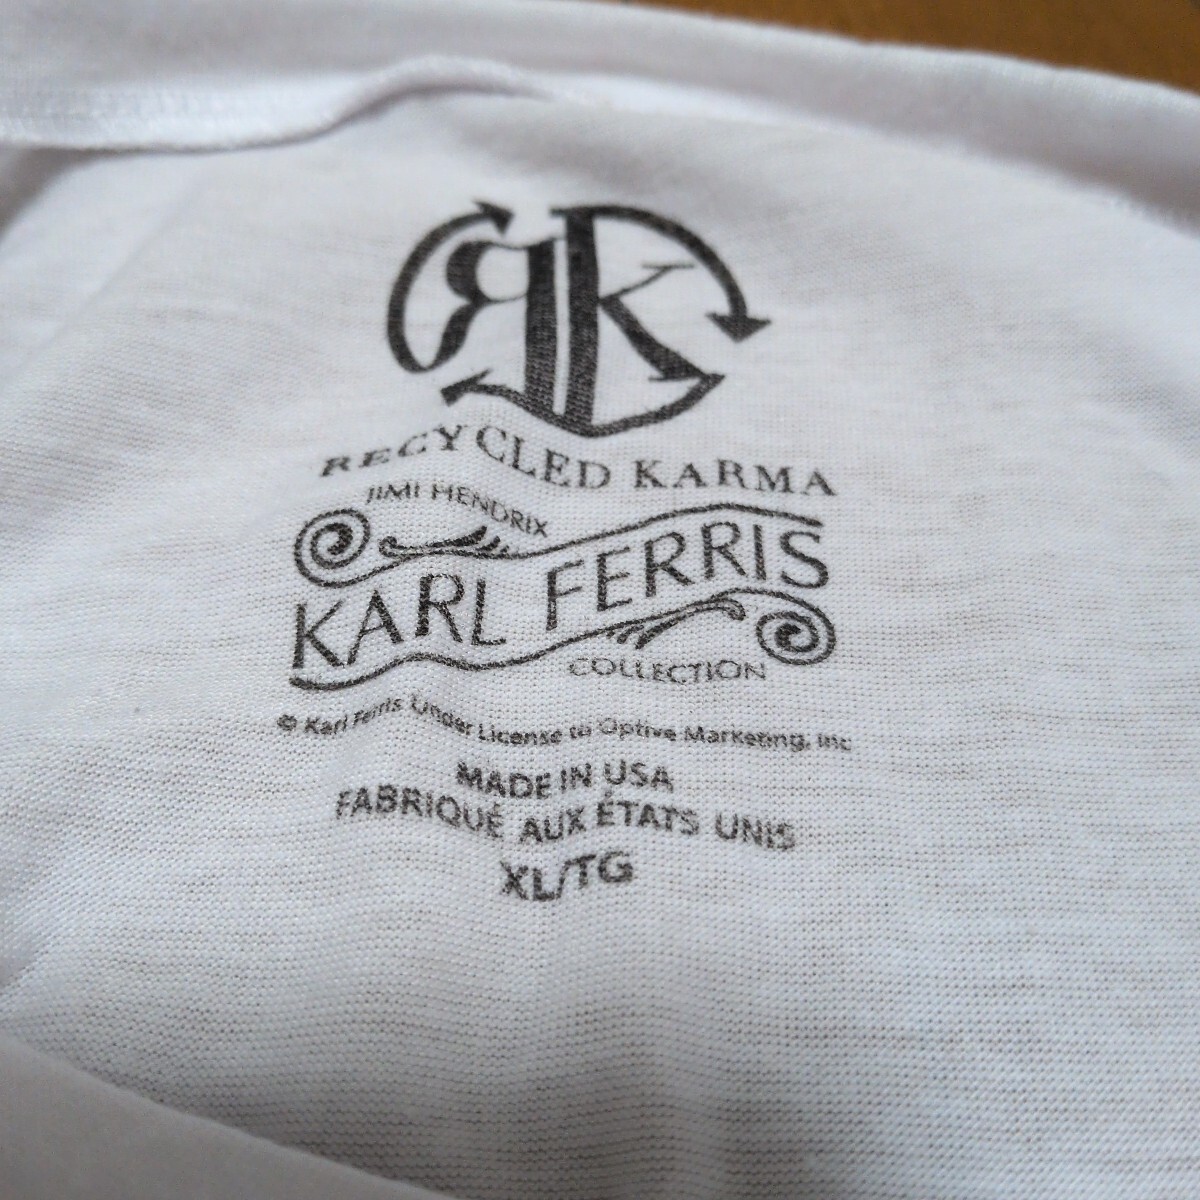 RK
RECYCLED KARMA
JIMI HENDRIX
KARL FERRIS
COLLECTION
© Karl Ferris Under License to Optive Marketing, Inc
MADE IN USA
FABRIQUÉ AUX ÉTATS UNIS
XL/TG